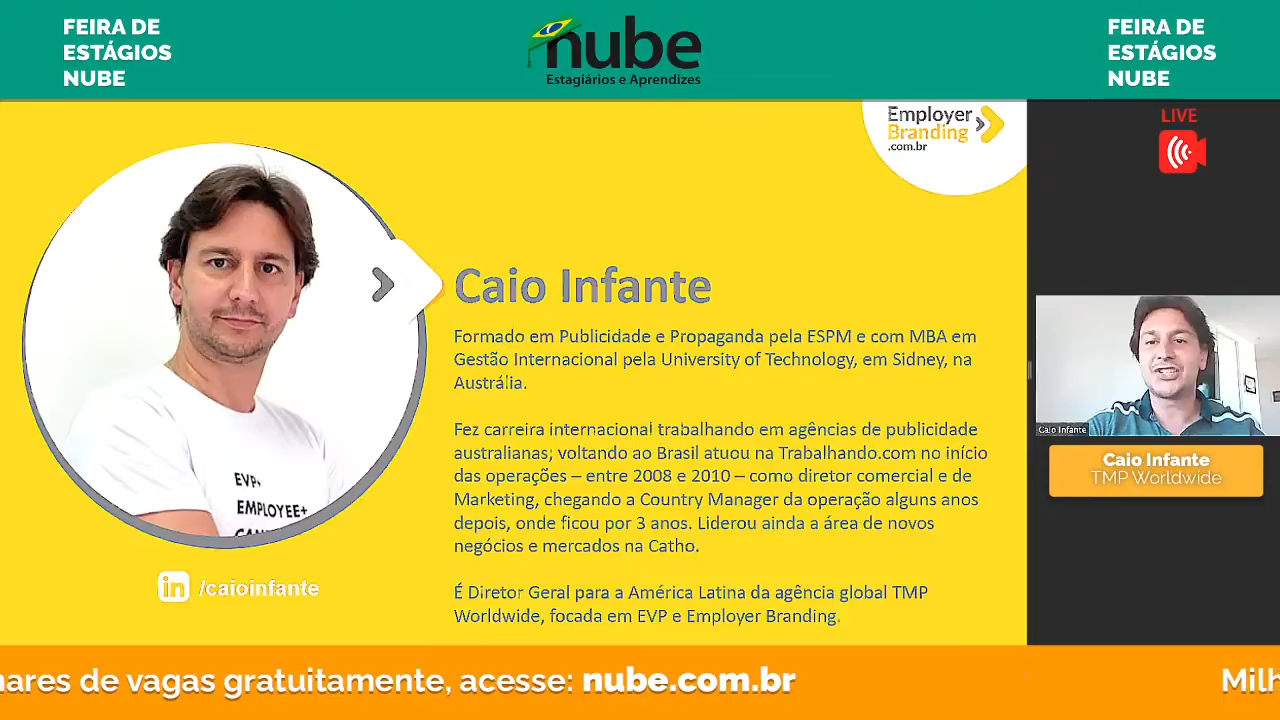 FEIRA DE
ESTÁGIOS
NUBE
nube
Estagiários e Aprendizes
FEIRA DE
ESTÁGIOS
NUBE
Employer
Branding
.com.br
LIVE
EVP+
EMPLOYEE+
in /caioinfante
Caio Infante
Formado em Publicidade e Propaganda pela ESPM e com MBA em
Gestão Internacional pela University of Technology, em Sidney, na
Austrália.
Fez carreira internacional trabalhando em agências de publicidade
australianas; voltando ao Brasil atuou na Trabalhando.com no início
das operações – entre 2008 e 2010 – como diretor comercial e de
Marketing, chegando a Country Manager da operação alguns anos
depois, onde ficou por 3 anos. Liderou ainda a área de novos
negócios e mercados na Catho.
É Diretor Geral para a América Latina da agência global TMP
Worldwide, focada em EVP e Employer Branding.
Caio Infante
Caio Infante
TMP Worldwide
ares de vagas gratuitamente, acesse: nube.com.br
Milh